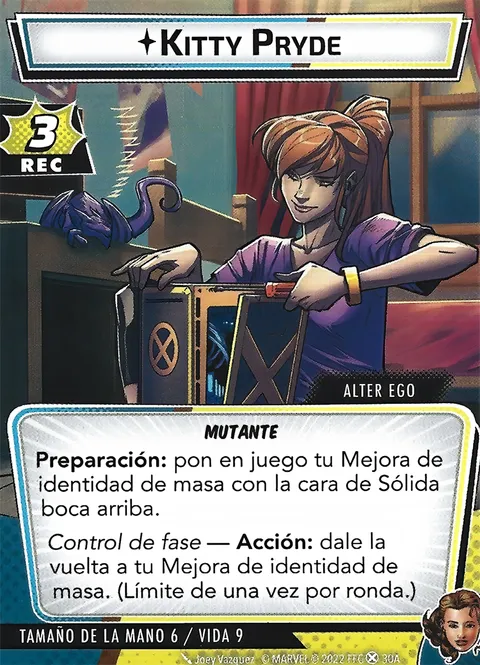 KITTY PRYDE
3
REC
ALTER EGO
MUTANTE
Preparación: pon en juego tu Mejora de
identidad de masa con la cara de Sólida
boca arriba.
Control de fase — Acción: dale la
vuelta a tu Mejora de identidad de
masa. (Límite de una vez por ronda.)
TAMAÑO DE LA MANO 6 / VIDA 9
Joey Vazquez © MARVEL © 2022 FFG 30A